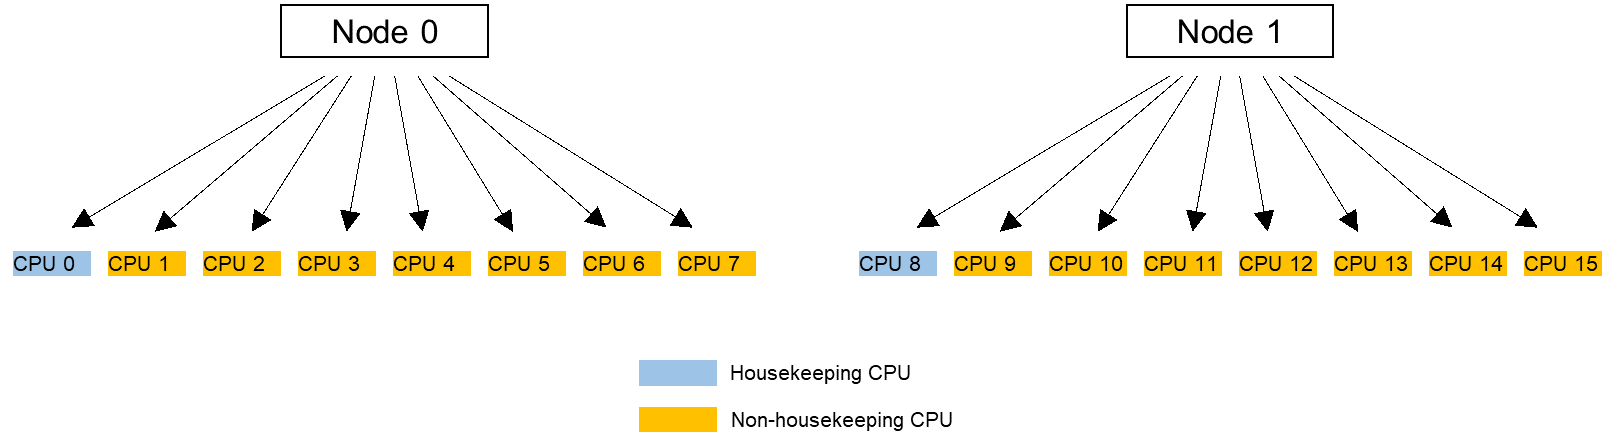 Node 0
Node 1
CPU 0 CPU 1 CPU 2 CPU 3 CPU 4 CPU 5 CPU 6 CPU 7
CPU 8 CPU 9 CPU 10 CPU 11 CPU 12 CPU 13 CPU 14 CPU 15
Housekeeping CPU
Non-housekeeping CPU